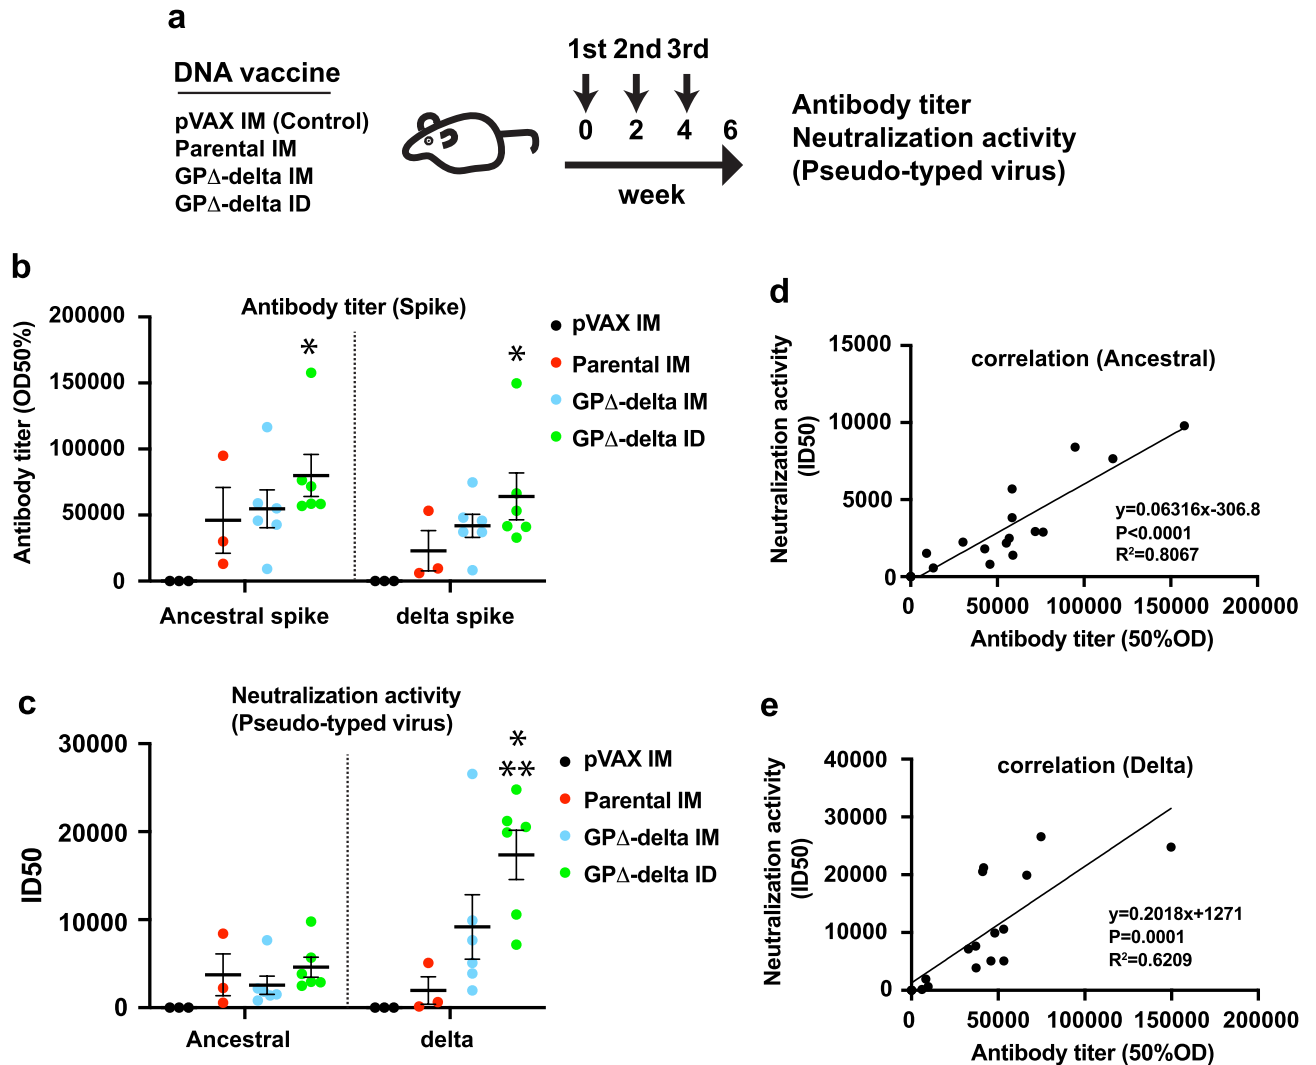 a
DNA vaccine
pVAX IM (Control)
Parental IM
GPΔ-delta IM
GPΔ-delta ID
1st 2nd 3rd
0 2 4 6
week
Antibody titer
Neutralization activity
(Pseudo-typed virus)
b
Antibody titer (Spike)
Antibody titer (OD50%)
200000
150000
100000
50000
0
*
*
Ancestral spike
delta spike
pVAX IM
Parental IM
GPΔ-delta IM
GPΔ-delta ID
c
Neutralization activity
(Pseudo-typed virus)
ID50
30000
20000
10000
0
*
**
Ancestral
delta
pVAX IM
Parental IM
GPΔ-delta IM
GPΔ-delta ID
d
correlation (Ancestral)
Neutralization activity
(ID50)
15000
10000
5000
0
y=0.06316x-306.8
P<0.0001
R²=0.8067
0 50000 100000 150000 200000
Antibody titer (50%OD)
e
correlation (Delta)
Neutralization activity
(ID50)
40000
30000
20000
10000
0
y=0.2018x+1271
P=0.0001
R²=0.6209
0 50000 100000 150000 200000
Antibody titer (50%OD)